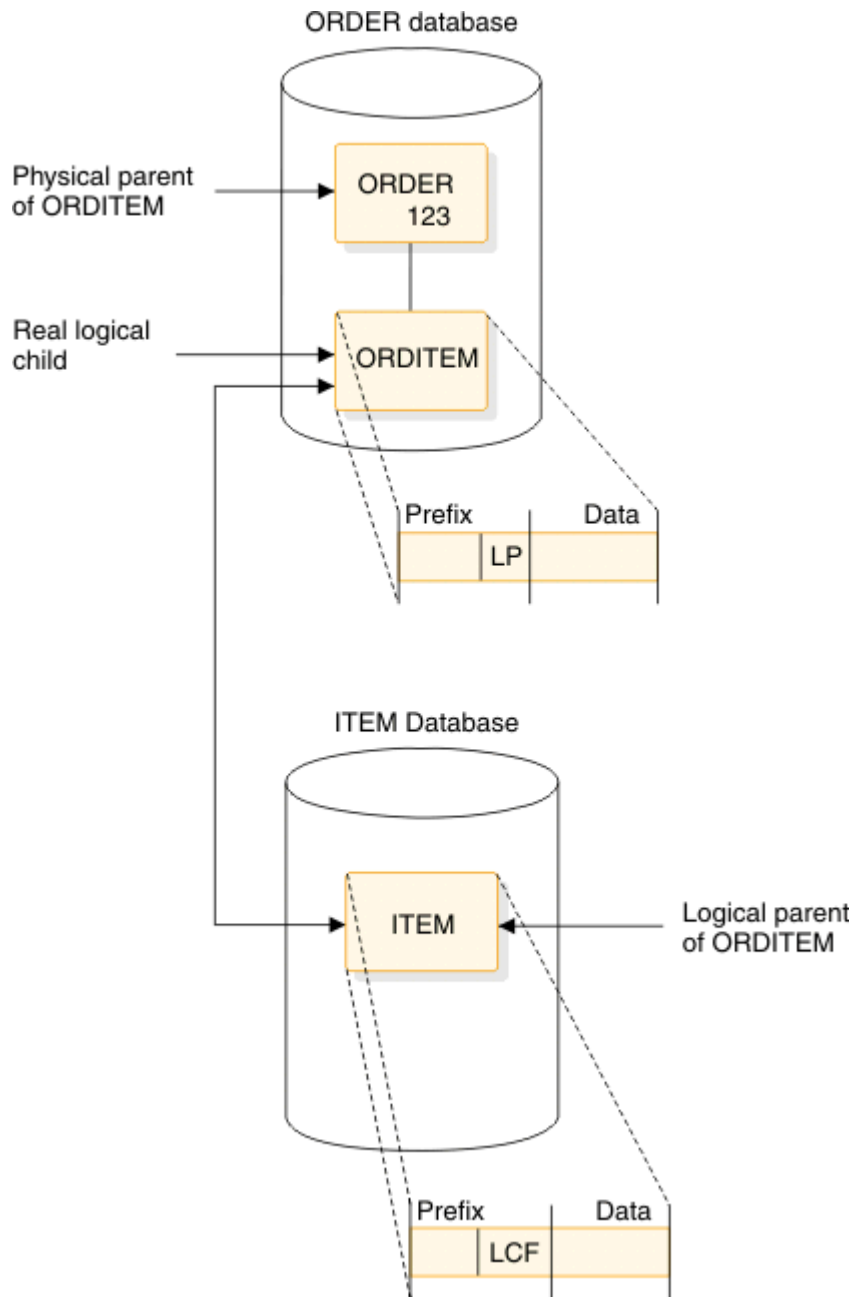 ORDER database
Physical parent
of ORDITEM
ORDER
123
Real logical
child
ORDITEM
Prefix
Data
LP
ITEM Database
ITEM
Logical parent
of ORDITEM
Prefix
Data
LCF